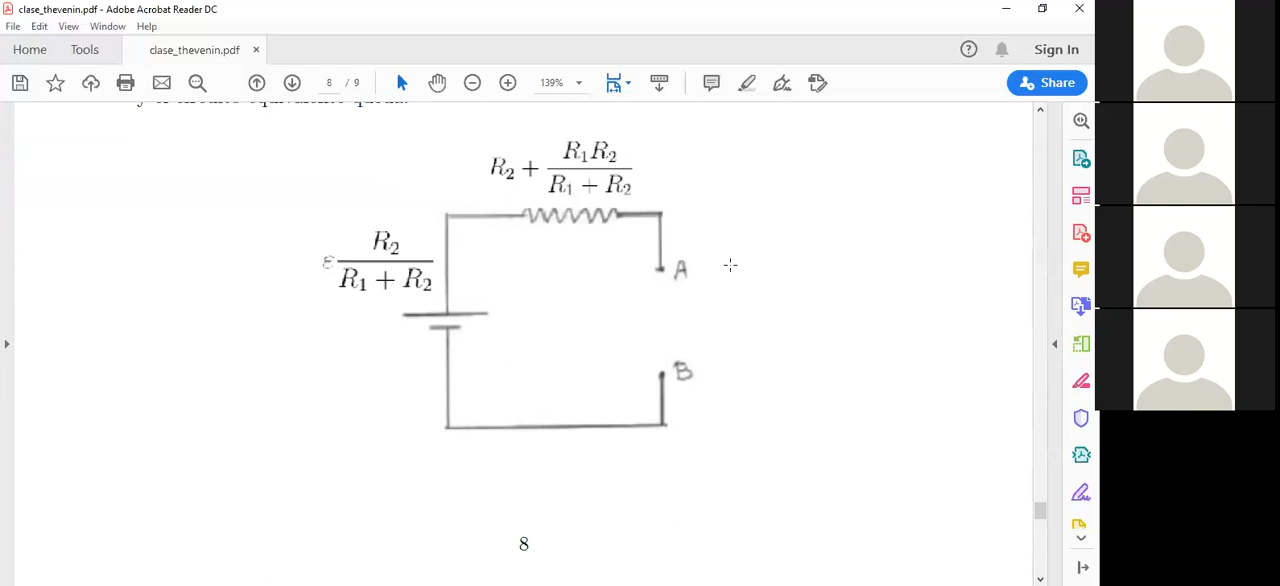 clase_thevenin.pdf - Adobe Acrobat Reader DC
File Edit View Window Help
Home Tools clase_thevenin.pdf × Sign In
8 / 9 139% Share
R₂ + R₁R₂ / R₁ + R₂
ε R₂ / R₁ + R₂
A
B
8